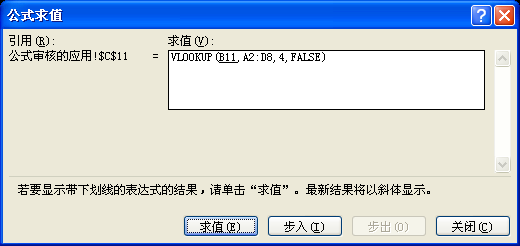 公式求值
引用(R):
求值(V):
公式审核的应用!$C$11 = VLOOKUP(B11,A2:D8,4,FALSE)
若要显示带下划线的表达式的结果，请单击“求值”。最新结果将以斜体显示。
求值(E) 步入(I) 步出(O) 关闭(C)